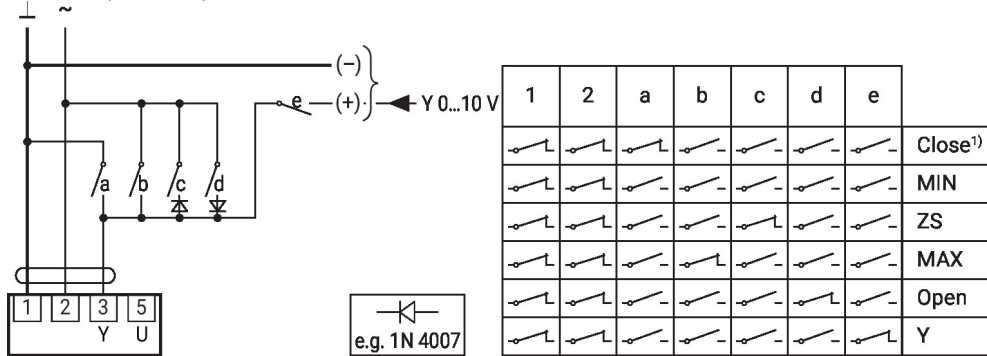 ⊥ ~
(–)
e (+) Y 0...10 V
a b c d
1 2 3 5
Y U
e.g. 1N 4007
1 2 a b c d e
Close1)
MIN
ZS
MAX
Open
Y